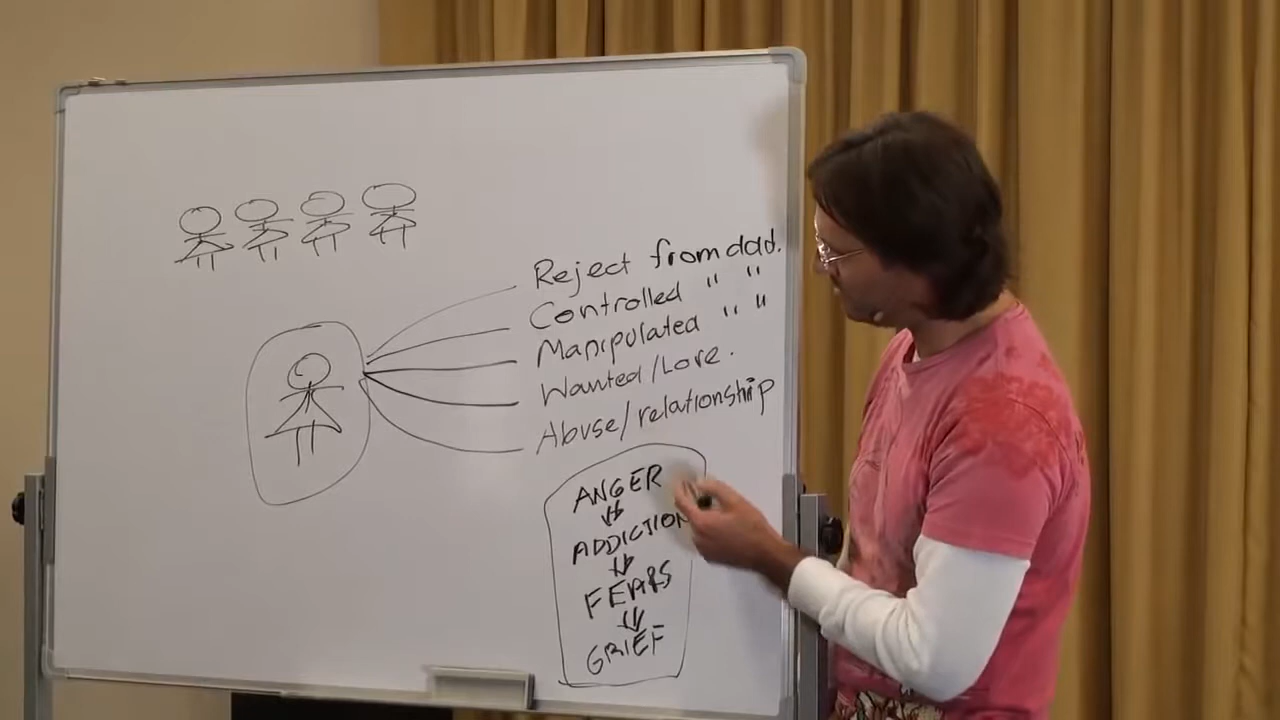 Reject from dad.
Controlled " "
Manipulated " "
Wanted/Love.
Abuse/relationship
ANGER
ADDICTION
FEARS
GRIEF